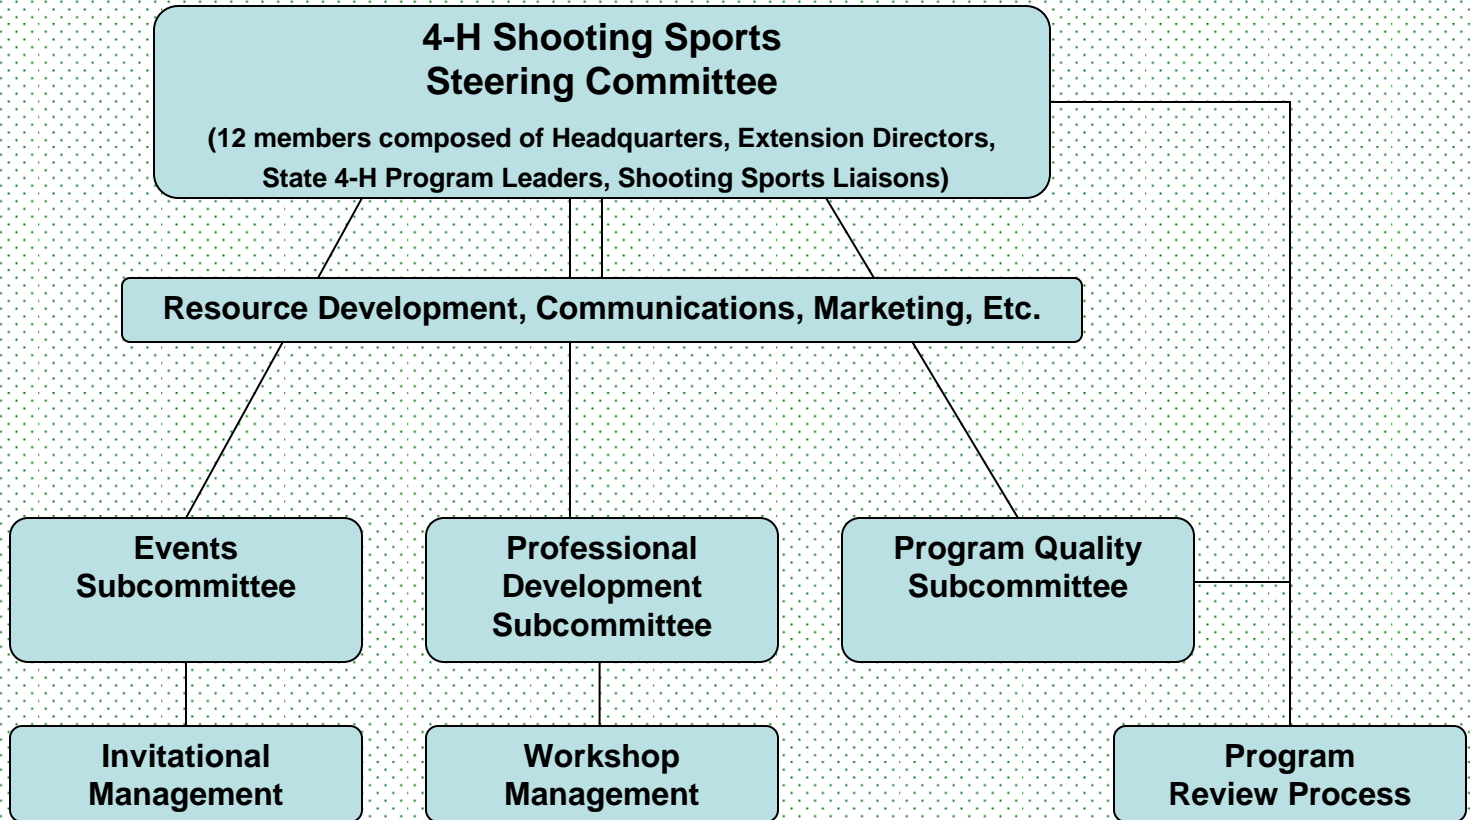 4-H Shooting Sports
Steering Committee
(12 members composed of Headquarters, Extension Directors,
State 4-H Program Leaders, Shooting Sports Liaisons)
Resource Development, Communications, Marketing, Etc.
Events
Subcommittee
Professional
Development
Subcommittee
Program Quality
Subcommittee
Invitational
Management
Workshop
Management
Program
Review Process